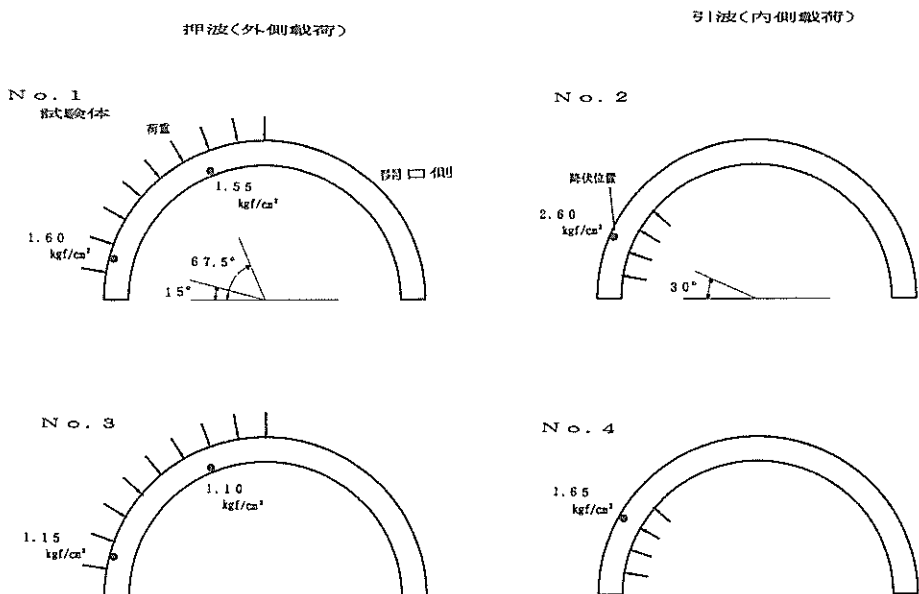 押波(外側載荷)
引波(内側載荷)
No.1
試験体
荷重
開口側
1.55
kgf/cm²
1.60
kgf/cm²
67.5°
15°
No.2
降伏位置
2.60
kgf/cm²
30°
No.3
1.10
kgf/cm²
1.15
kgf/cm²
No.4
1.65
kgf/cm²